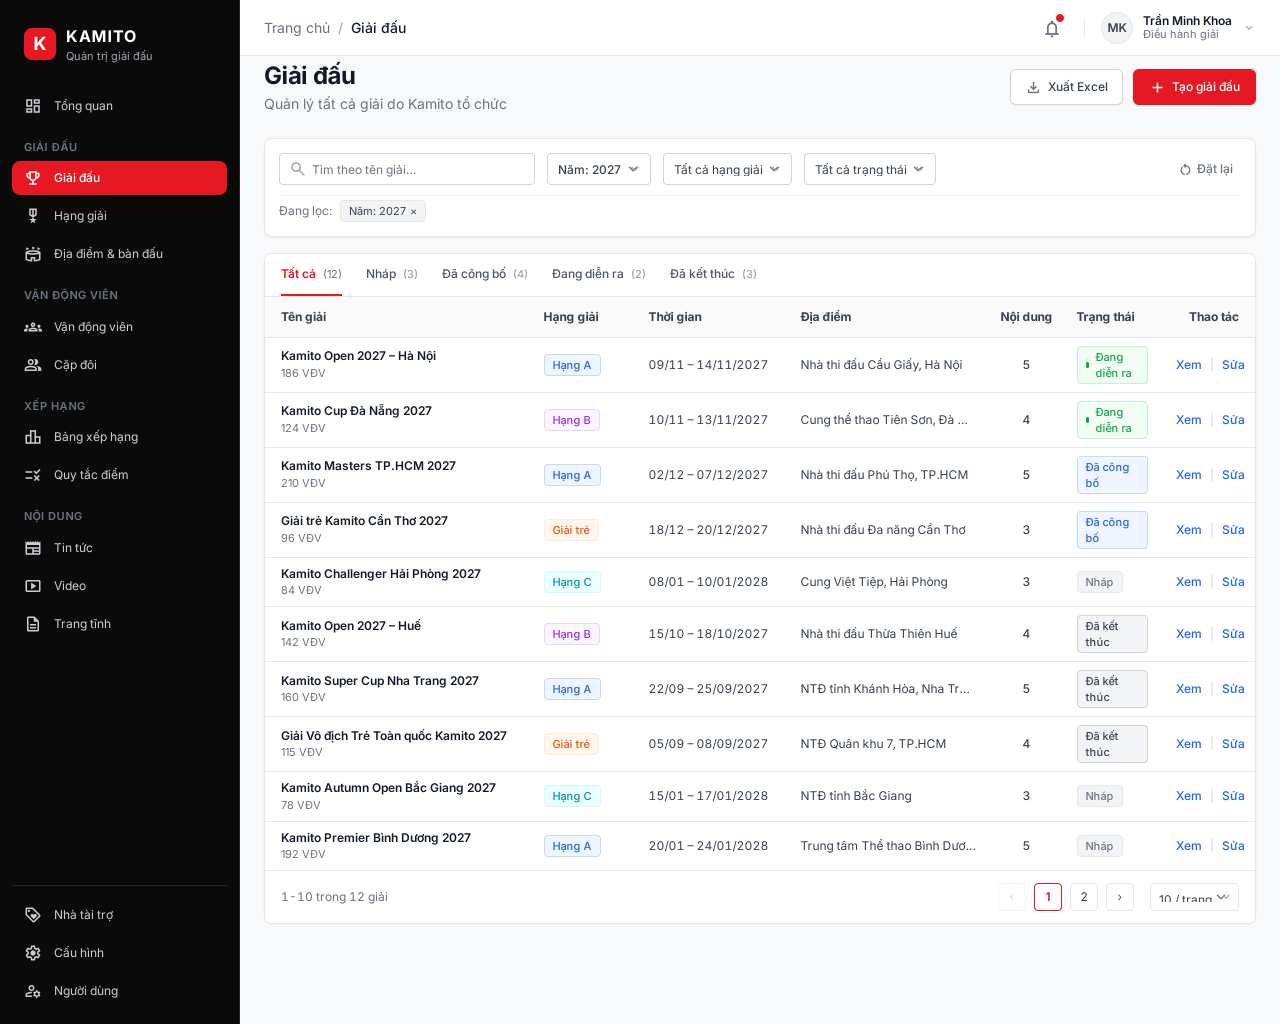 K
KAMITO
Quản trị giải đấu
Tổng quan
GIẢI ĐẤU
Giải đấu
Hạng giải
Địa điểm & bàn đấu
VẬN ĐỘNG VIÊN
Vận động viên
Cặp đôi
XẾP HẠNG
Bảng xếp hạng
Quy tắc điểm
NỘI DUNG
Tin tức
Video
Trang tĩnh
Nhà tài trợ
Cấu hình
Người dùng
Trang chủ / Giải đấu
MK
Trần Minh Khoa
Điều hành giải
Giải đấu
Quản lý tất cả giải do Kamito tổ chức
Xuất Excel
Tạo giải đấu
Tìm theo tên giải...
Năm: 2027
Tất cả hạng giải
Tất cả trạng thái
Đặt lại
Đang lọc: Năm: 2027 ×
Tất cả (12) Nháp (3) Đã công bố (4) Đang diễn ra (2) Đã kết thúc (3)
Tên giải Hạng giải Thời gian Địa điểm Nội dung Trạng thái Thao tác
Kamito Open 2027 – Hà Nội
186 VĐV
Hạng A 09/11 – 14/11/2027 Nhà thi đấu Cầu Giấy, Hà Nội 5
Đang
diễn ra
Xem | Sửa
Kamito Cup Đà Nẵng 2027
124 VĐV
Hạng B 10/11 – 13/11/2027 Cung thể thao Tiên Sơn, Đà ... 4
Đang
diễn ra
Xem | Sửa
Kamito Masters TP.HCM 2027
210 VĐV
Hạng A 02/12 – 07/12/2027 Nhà thi đấu Phú Thọ, TP.HCM 5
Đã công
bố
Xem | Sửa
Giải trẻ Kamito Cần Thơ 2027
96 VĐV
Giải trẻ 18/12 – 20/12/2027 Nhà thi đấu Đa năng Cần Thơ 3
Đã công
bố
Xem | Sửa
Kamito Challenger Hải Phòng 2027
84 VĐV
Hạng C 08/01 – 10/01/2028 Cung Việt Tiệp, Hải Phòng 3 Nháp Xem | Sửa
Kamito Open 2027 – Huế
142 VĐV
Hạng B 15/10 – 18/10/2027 Nhà thi đấu Thừa Thiên Huế 4
Đã kết
thúc
Xem | Sửa
Kamito Super Cup Nha Trang 2027
160 VĐV
Hạng A 22/09 – 25/09/2027 NTĐ tỉnh Khánh Hòa, Nha Tr... 5
Đã kết
thúc
Xem | Sửa
Giải Vô địch Trẻ Toàn quốc Kamito 2027
115 VĐV
Giải trẻ 05/09 – 08/09/2027 NTĐ Quân khu 7, TP.HCM 4
Đã kết
thúc
Xem | Sửa
Kamito Autumn Open Bắc Giang 2027
78 VĐV
Hạng C 15/01 – 17/01/2028 NTĐ tỉnh Bắc Giang 3 Nháp Xem | Sửa
Kamito Premier Bình Dương 2027
192 VĐV
Hạng A 20/01 – 24/01/2028 Trung tâm Thể thao Bình Dươ... 5 Nháp Xem | Sửa
1-10 trong 12 giải
‹ 1 2 › 10 / trang